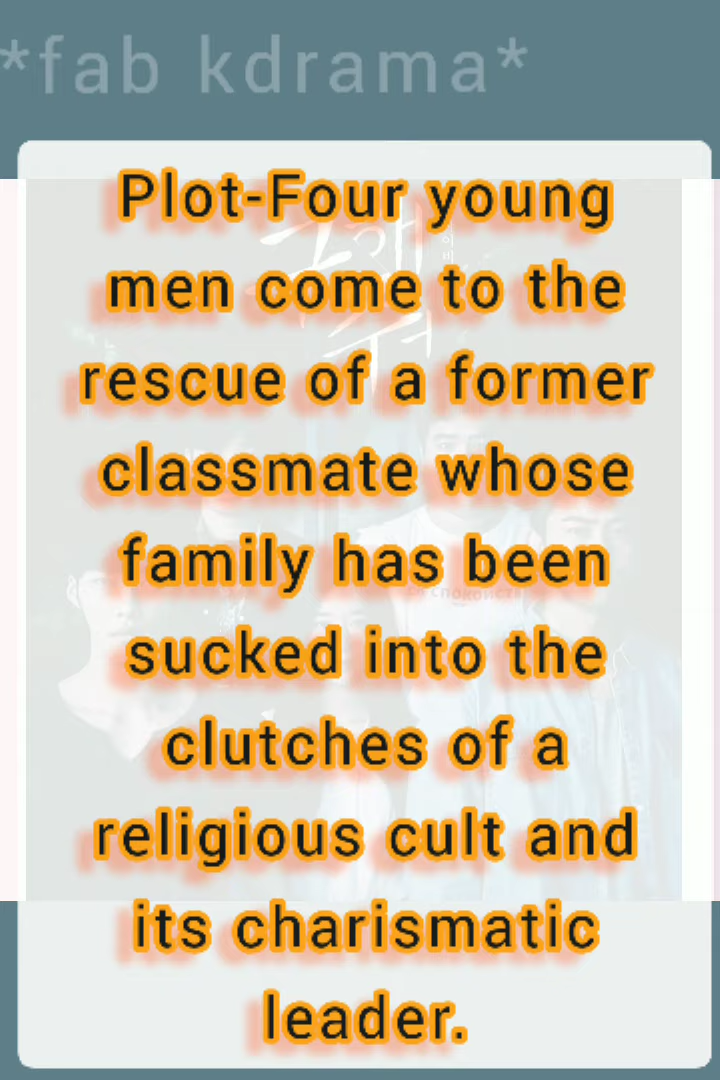 *fab kdrama*
Plot-Four young
men come to the
rescue of a former
classmate whose
family has been
sucked into the
clutches of a
religious cult and
its charismatic
leader.